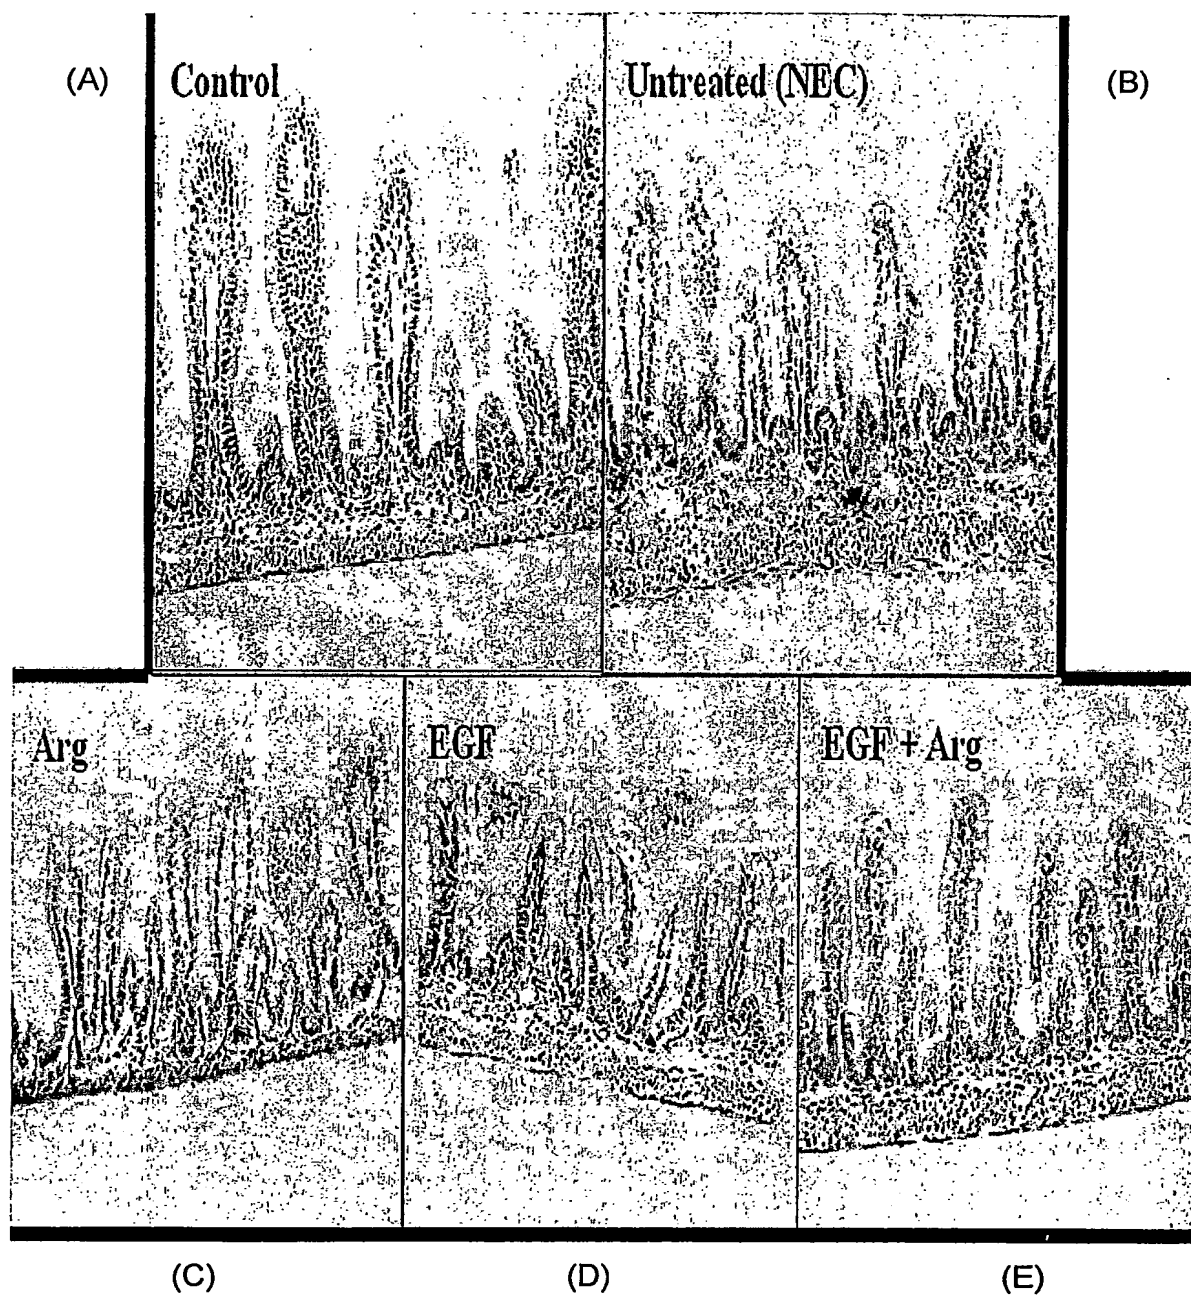 (A)
Control
Untreated (NEC)
(B)
Arg
EGF
EGF + Arg
(C)
(D)
(E)